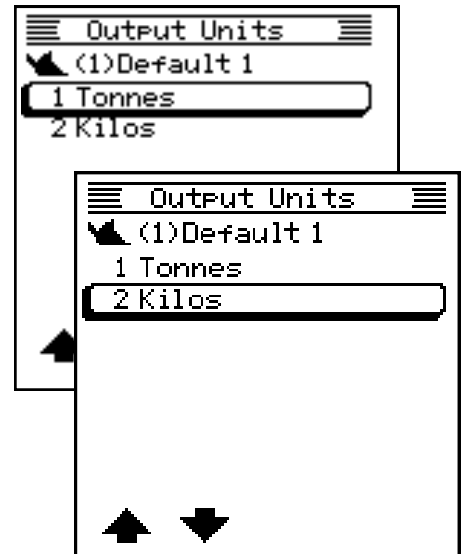 Output Units
(1)Default 1
1 Tonnes
2 Kilos
Output Units
(1)Default 1
1 Tonnes
2 Kilos